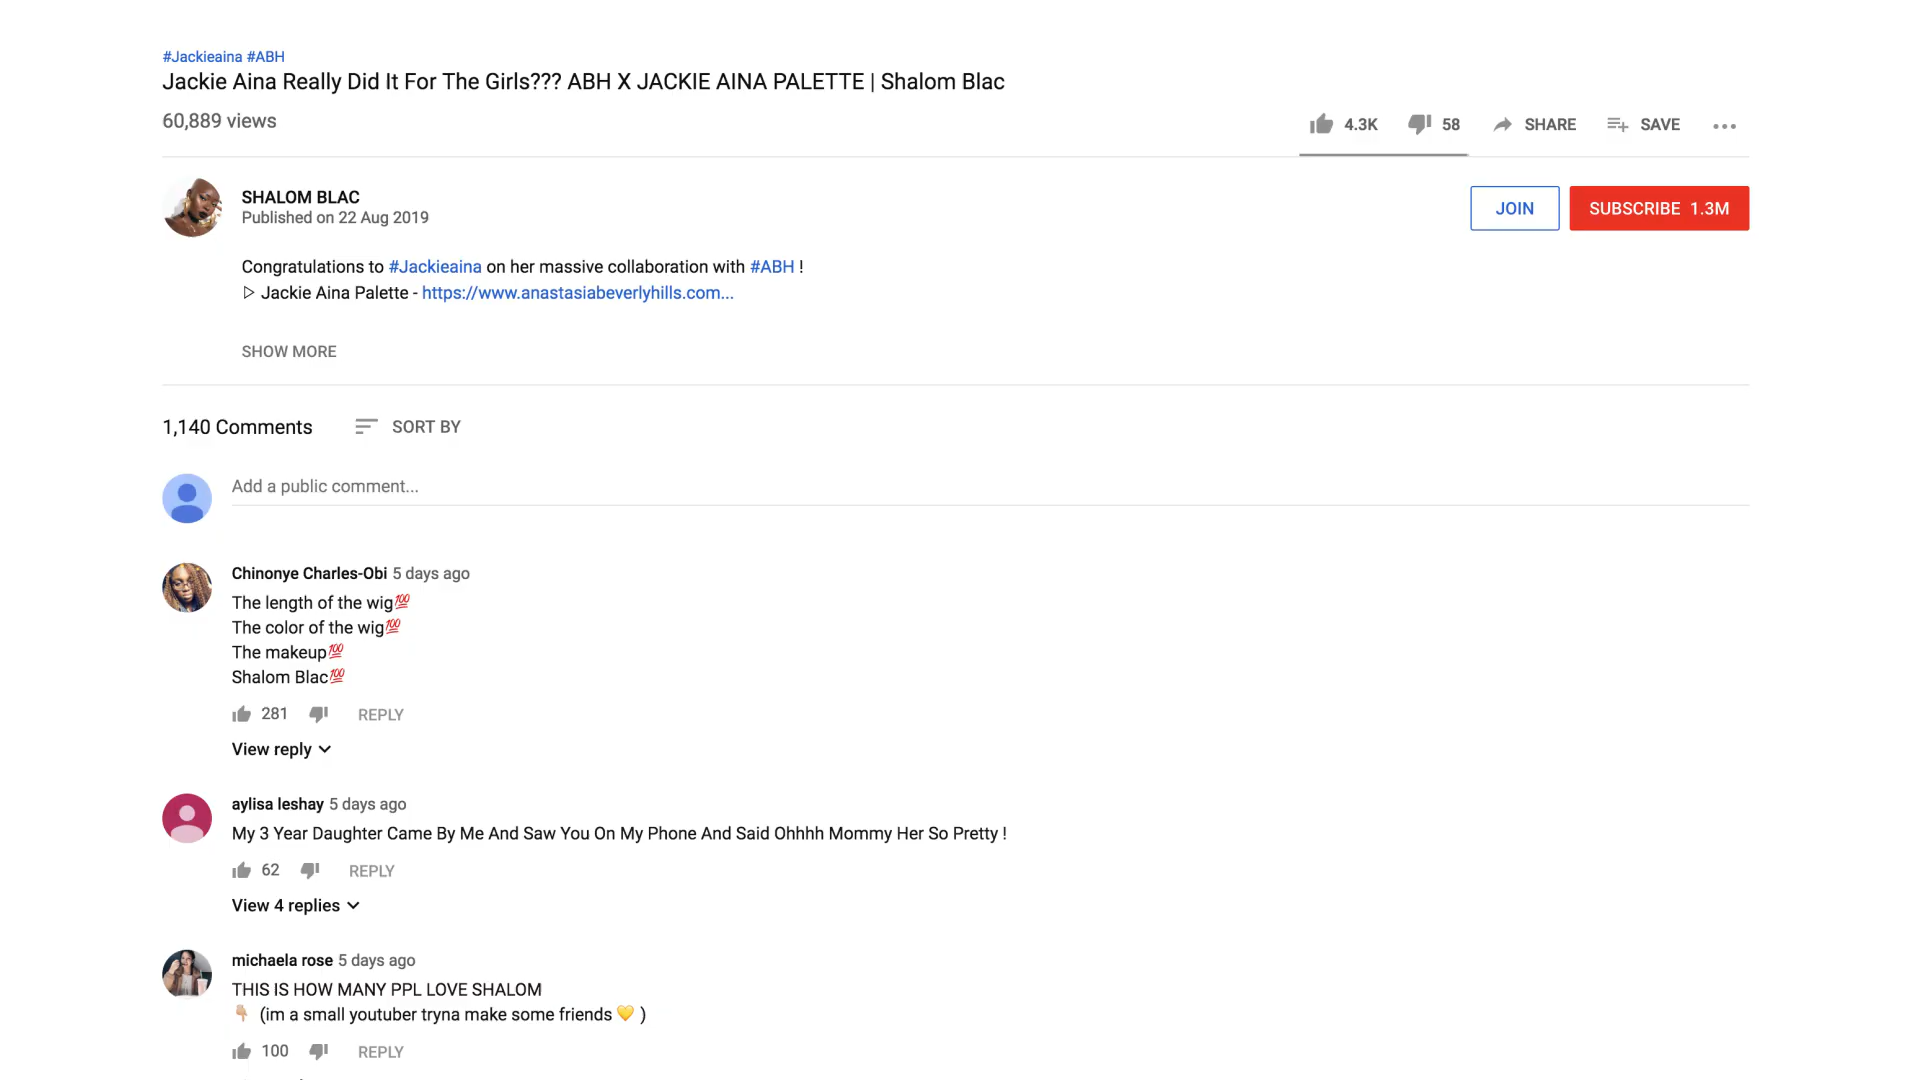 #Jackieaina #ABH
Jackie Aina Really Did It For The Girls??? ABH X JACKIE AINA PALETTE | Shalom Blac
60,889 views
4.3K 58 SHARE SAVE
SHALOM BLAC
Published on 22 Aug 2019
JOIN SUBSCRIBE 1.3M
Congratulations to #Jackieaina on her massive collaboration with #ABH !
▷ Jackie Aina Palette - https://www.anastasiabeverlyhills.com...
SHOW MORE
1,140 Comments SORT BY
Add a public comment...
Chinonye Charles-Obi 5 days ago
The length of the wig💯
The color of the wig💯
The makeup💯
Shalom Blac💯
281 REPLY
View reply
aylisa leshay 5 days ago
My 3 Year Daughter Came By Me And Saw You On My Phone And Said Ohhhh Mommy Her So Pretty !
62 REPLY
View 4 replies
michaela rose 5 days ago
THIS IS HOW MANY PPL LOVE SHALOM
👇🏼 (im a small youtuber tryna make some friends 💛 )
100 REPLY